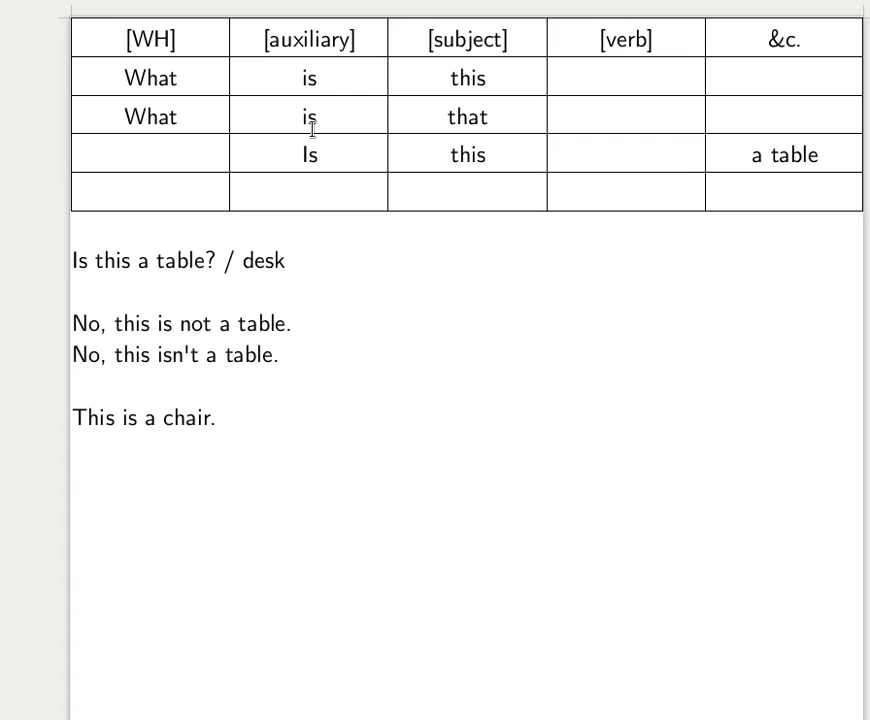 [WH] [auxiliary] [subject] [verb] &c.
What is this
What is that
Is this a table
Is this a table? / desk
No, this is not a table.
No, this isn't a table.
This is a chair.